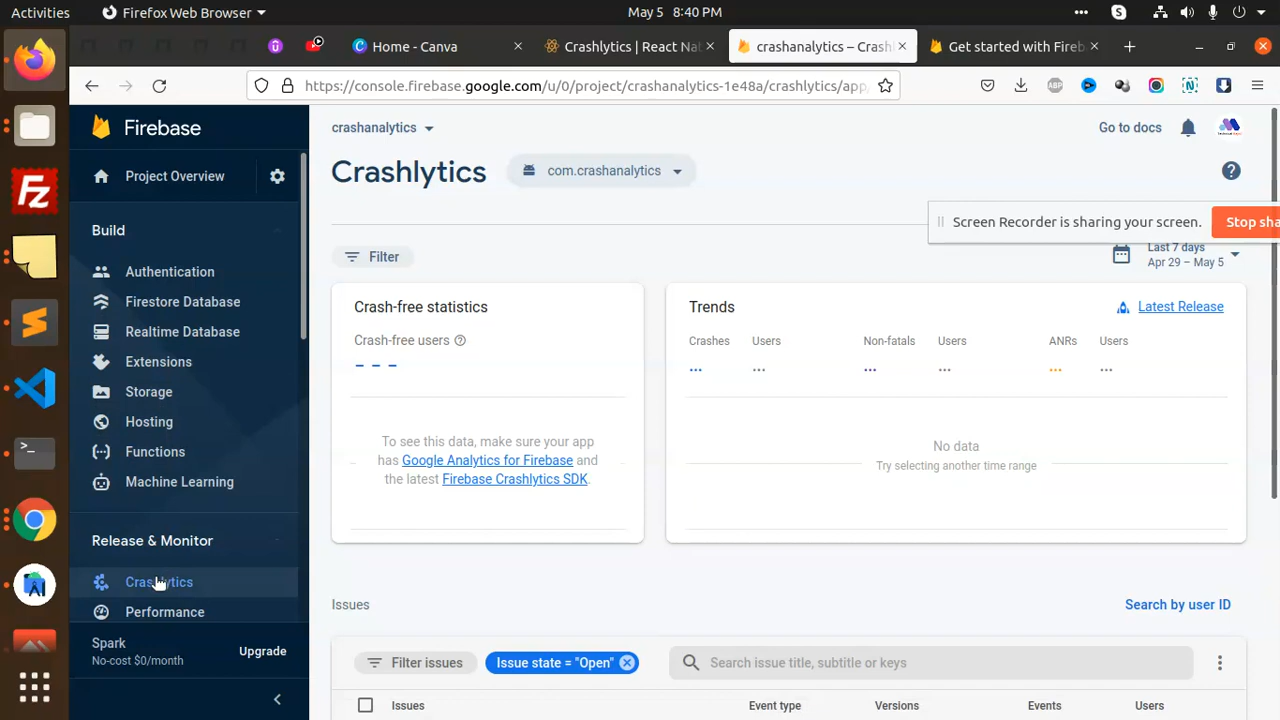 Activities
Firefox Web Browser
May 5 8:40 PM
Home - Canva
Crashlytics | React Nat
crashanalytics – Crash
Get started with Fireb
https://console.firebase.google.com/u/0/project/crashanalytics-1e48a/crashlytics/app,
ABP
Firebase
crashanalytics
Go to docs
Project Overview
Crashlytics
com.crashanalytics
Build
Screen Recorder is sharing your screen.
Stop sha
Authentication
Filter
Last 7 days
Apr 29 – May 5
Firestore Database
Crash-free statistics
Trends
Latest Release
Realtime Database
Crash-free users
Crashes
Users
Non-fatals
Users
ANRs
Users
Extensions
Storage
Hosting
To see this data, make sure your app
has Google Analytics for Firebase and
the latest Firebase Crashlytics SDK.
No data
Try selecting another time range
Functions
Machine Learning
Release & Monitor
Crashlytics
Performance
Issues
Search by user ID
Spark
No-cost $0/month
Upgrade
Filter issues
Issue state = "Open"
Search issue title, subtitle or keys
Issues
Event type
Versions
Events
Users